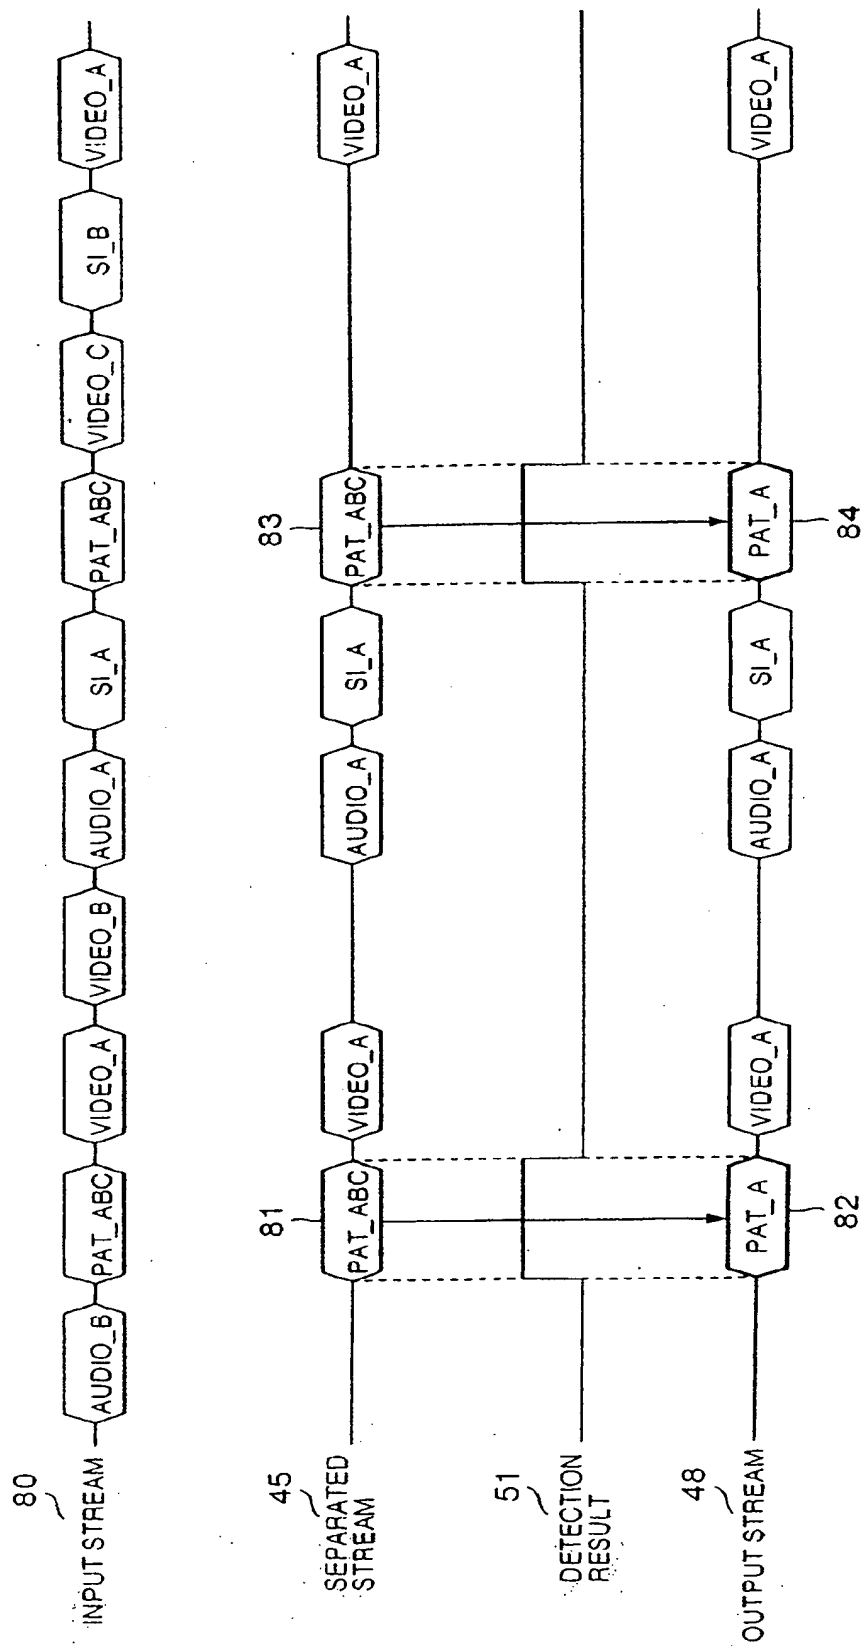 80
INPUT STREAM
AUDIO_B
PAT_ABC
VIDEO_A
VIDEO_B
AUDIO_A
SI_A
PAT_ABC
VIDEO_C
SI_B
VIDEO_A
45
SEPARATED
STREAM
81
PAT_ABC
VIDEO_A
AUDIO_A
SI_A
83
PAT_ABC
VIDEO_A
51
DETECTION
RESULT
48
OUTPUT STREAM
PAT_A
82
VIDEO_A
AUDIO_A
SI_A
PAT_A
84
VIDEO_A